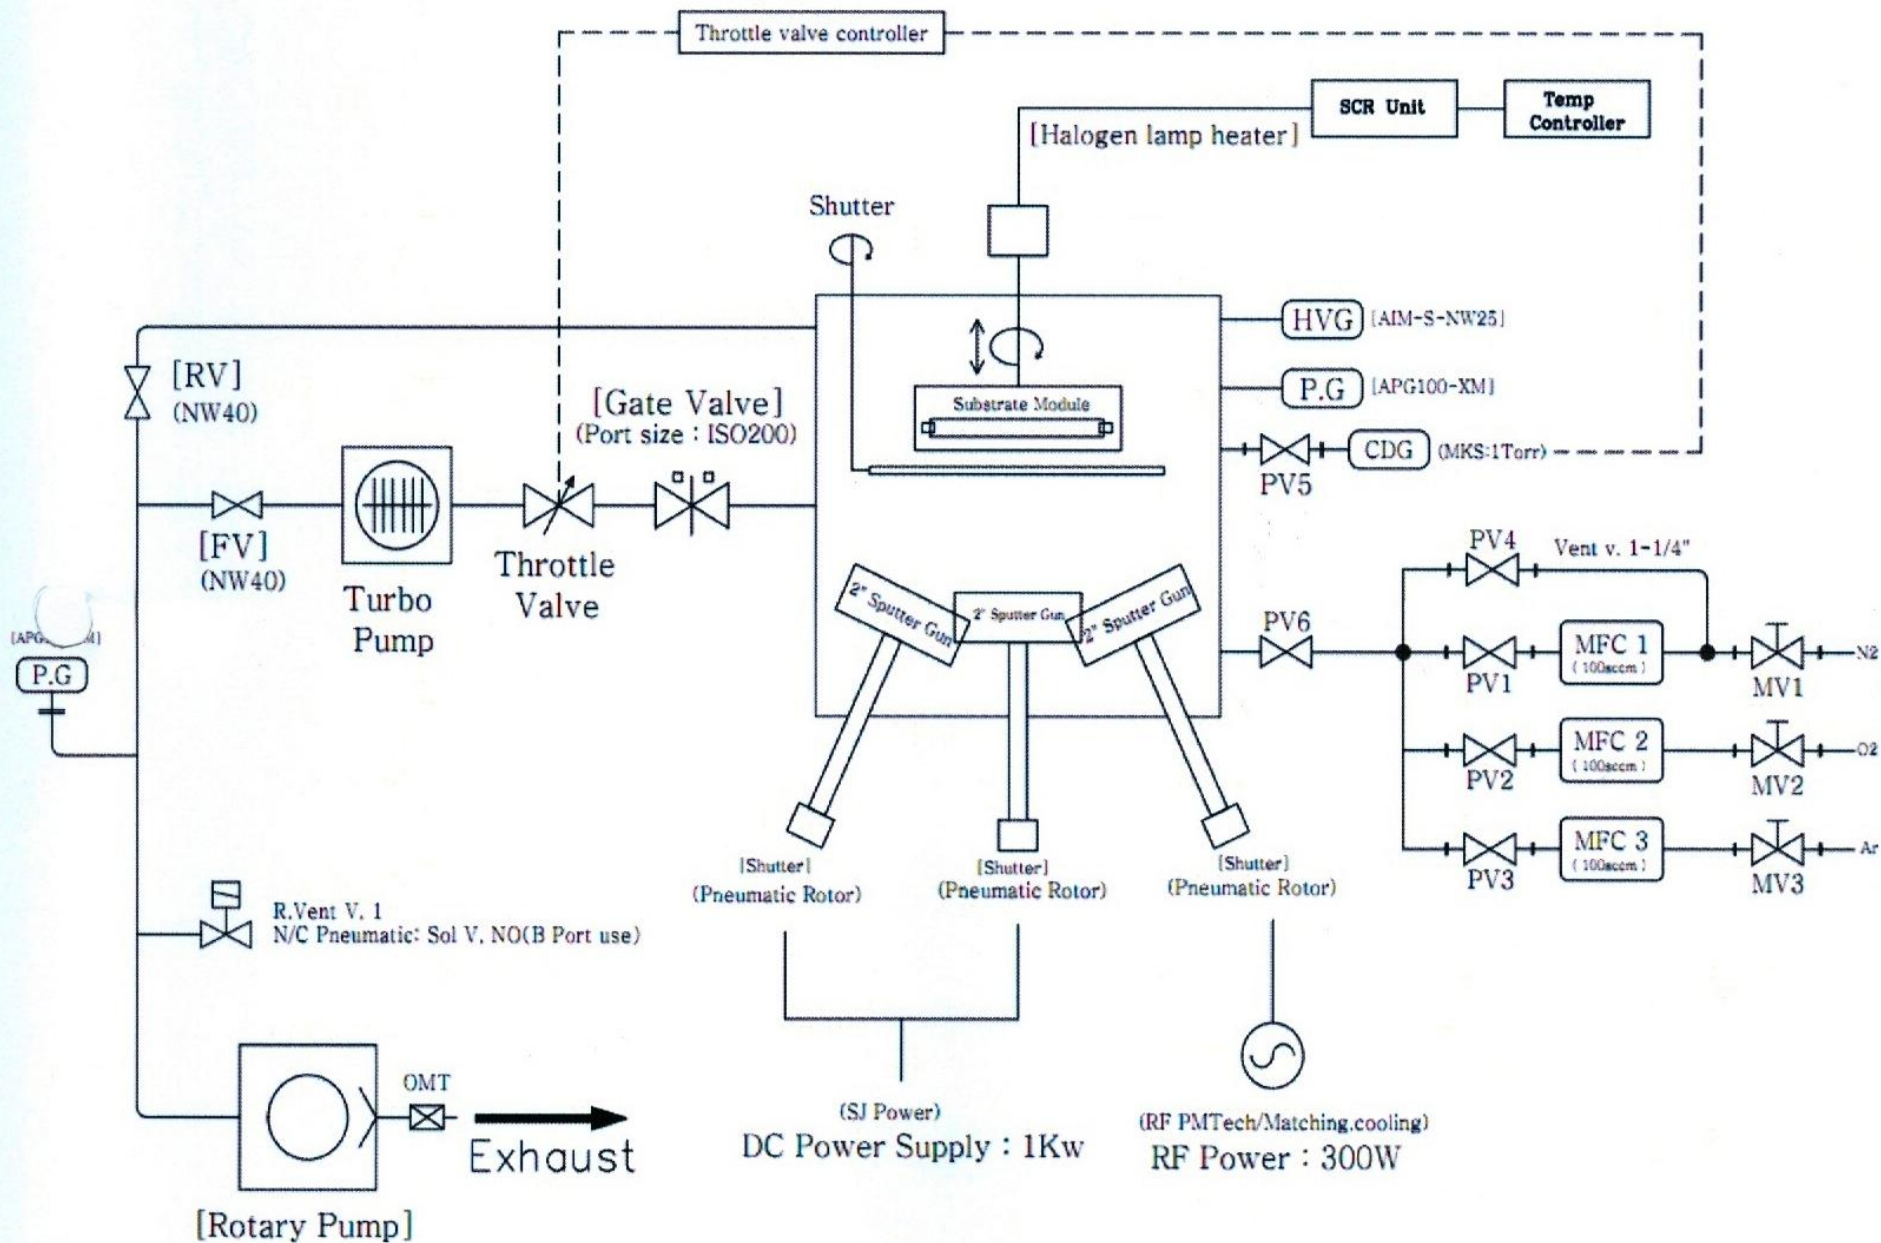 Throttle valve controller
SCR Unit
Temp
Controller
[Halogen lamp heater]
Shutter
HVG
[AIM-S-NW25]
[RV]
(NW40)
P.G
[APG100-XM]
[Gate Valve]
(Port size : ISO200)
Substrate Module
CDG
(MKS:1Torr)
PV5
[FV]
(NW40)
Throttle
Valve
Turbo
Pump
PV4
Vent v. 1-1/4"
2" Sputter Gun
2" Sputter Gun
2" Sputter Gun
PV6
P.G
MFC 1
(100sccm)
PV1
MV1
N2
MFC 2
(100sccm)
PV2
MV2
O2
MFC 3
(100sccm)
PV3
MV3
Ar
[Shutter]
(Pneumatic Rotor)
[Shutter]
(Pneumatic Rotor)
[Shutter]
(Pneumatic Rotor)
R.Vent V. 1
N/C Pneumatic: Sol V. NO(B Port use)
OMT
Exhaust
[Rotary Pump]
(SJ Power)
DC Power Supply : 1Kw
(RF PMTech/Matching.cooling)
RF Power : 300W